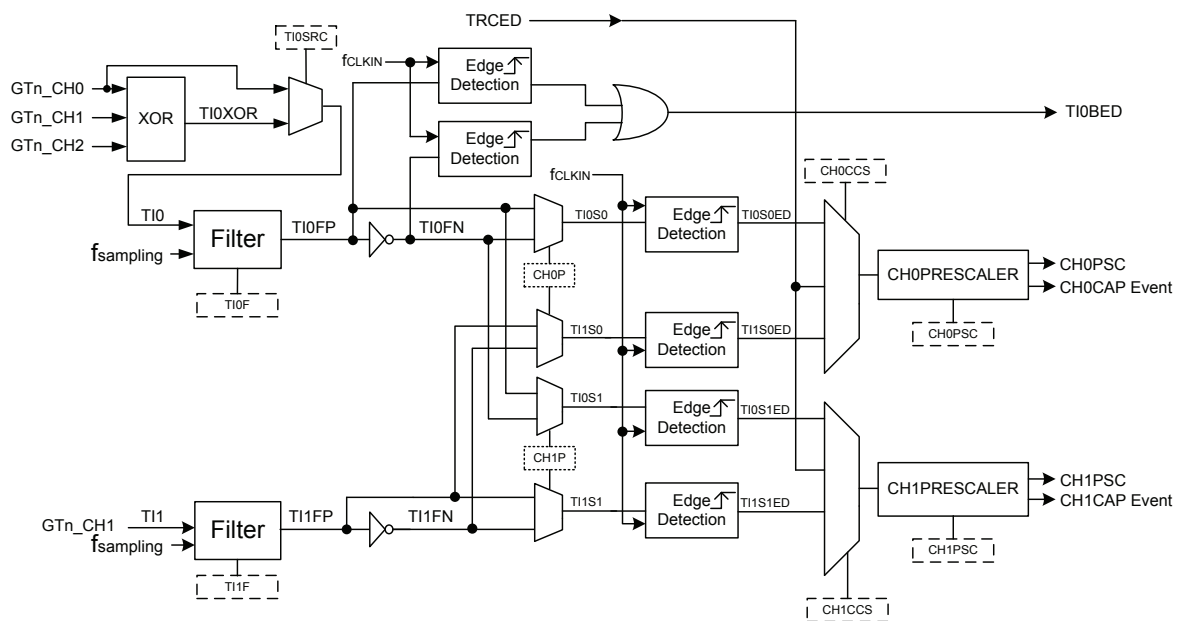 TRCED
TI0SRC
fCLKIN
Edge
Detection
GTn_CH0
GTn_CH1
GTn_CH2
XOR
TI0XOR
TI0BED
Edge
Detection
fCLKIN
CH0CCS
TI0
fsampling
Filter
TI0FP
TI0FN
TI0S0
Edge
Detection
TI0S0ED
CH0P
TI0F
CH0PRESCALER
CH0PSC
CH0CAP Event
CH0PSC
TI1S0
Edge
Detection
TI1S0ED
TI0S1
Edge
Detection
TI0S1ED
CH1P
GTn_CH1
TI1
fsampling
Filter
TI1FP
TI1FN
TI1S1
Edge
Detection
TI1S1ED
CH1PRESCALER
CH1PSC
CH1CAP Event
TI1F
CH1PSC
CH1CCS